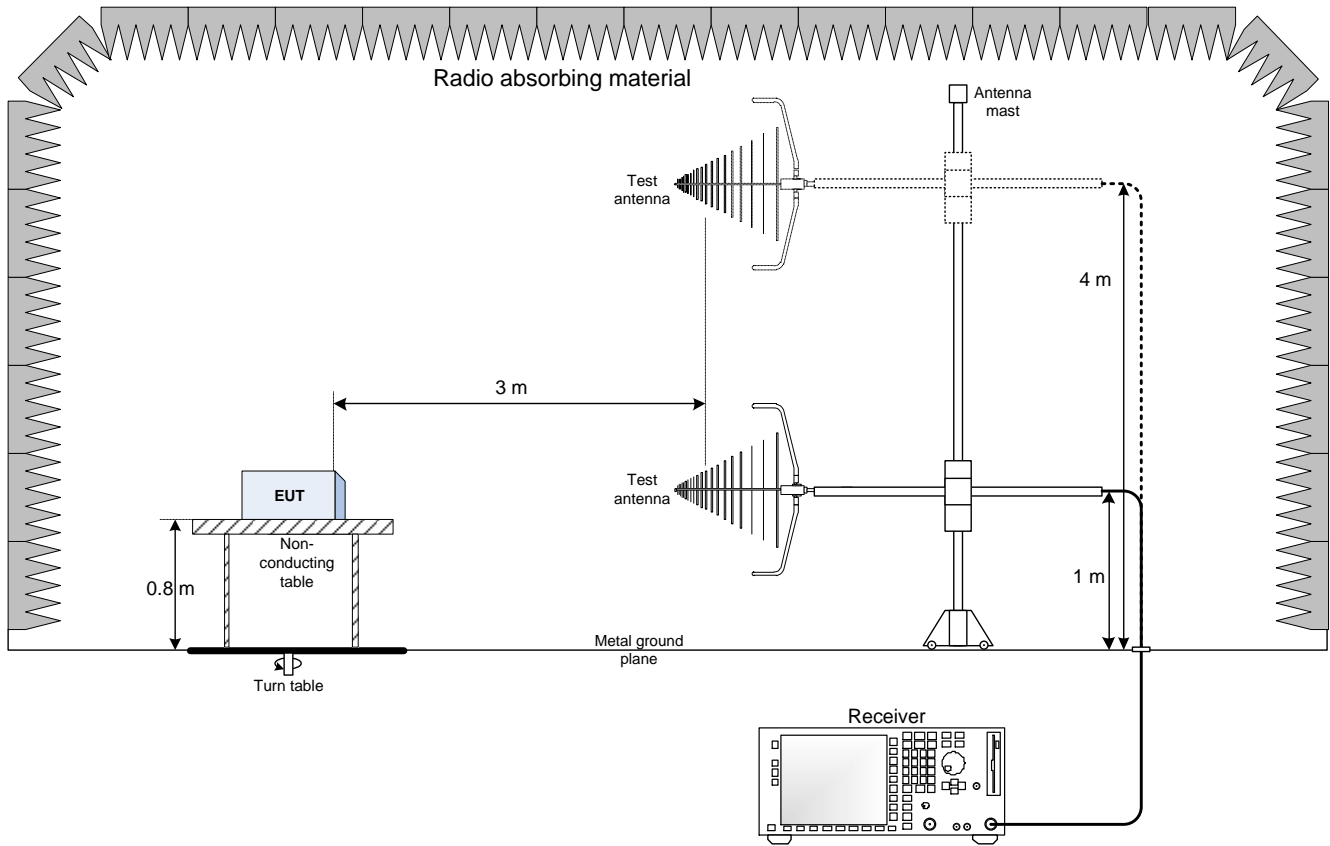 Radio absorbing material
Antenna
mast
Test
antenna
4 m
3 m
Test
antenna
EUT
Non-
conducting
table
0.8 m
1 m
Metal ground
plane
Turn table
Receiver